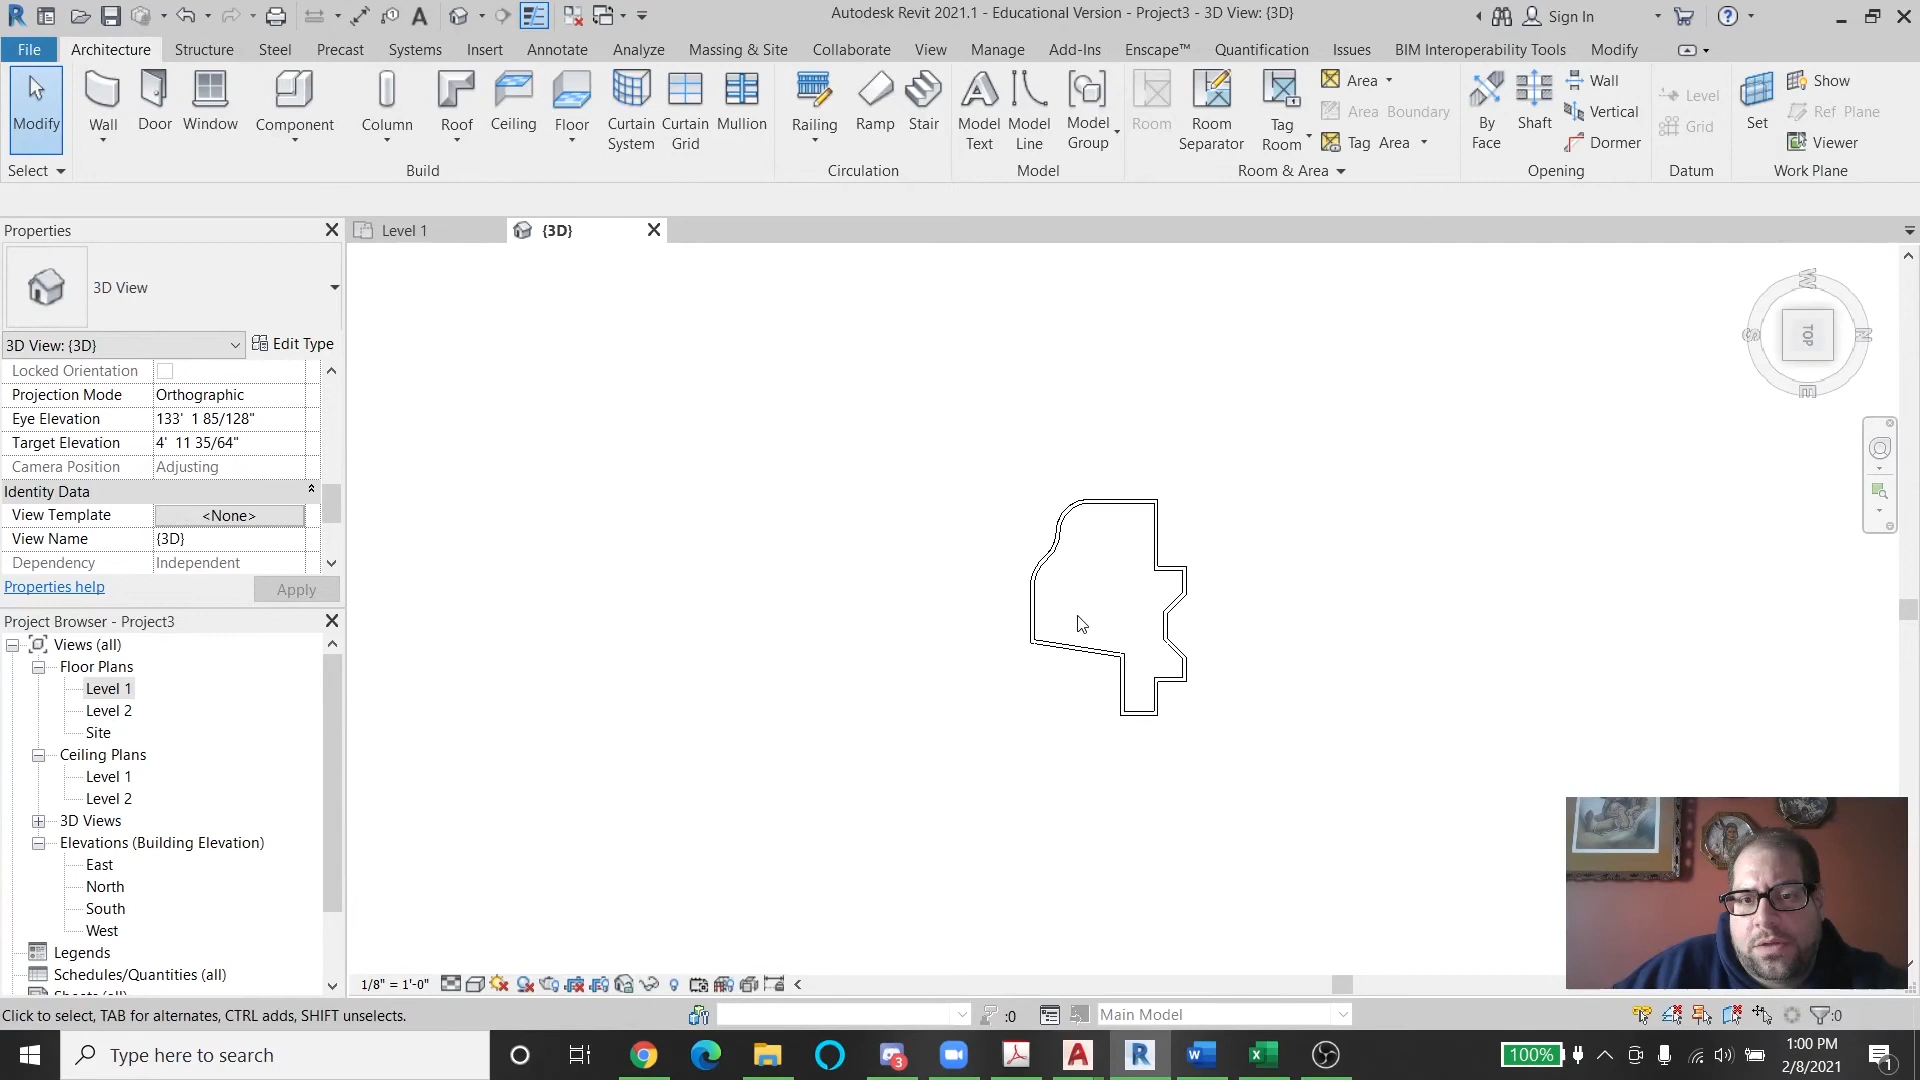 Autodesk Revit 2021.1 - Educational Version - Project3 - 3D View: {3D}
Sign In
File Architecture Structure Steel Precast Systems Insert Annotate Analyze Massing & Site Collaborate View Manage Add-Ins Enscape™ Quantification Issues BIM Interoperability Tools Modify
Modify
Wall
Door
Window
Component
Column
Roof
Ceiling
Floor
Curtain System
Curtain Grid
Mullion
Railing
Ramp
Stair
Model Text
Model Line
Model Group
Room
Room Separator
Tag Room
Area
Area Boundary
Tag Area
By Face
Shaft
Wall
Vertical
Dormer
Level
Grid
Set
Show
Ref Plane
Viewer
Select
Build
Circulation
Model
Room & Area
Opening
Datum
Work Plane
Properties
Level 1
{3D}
3D View
3D View: {3D}
Edit Type
Locked Orientation
Projection Mode Orthographic
Eye Elevation 133' 1 85/128"
Target Elevation 4' 11 35/64"
Camera Position Adjusting
Identity Data
View Template <None>
View Name {3D}
Dependency Independent
Properties help
Apply
Project Browser - Project3
Views (all)
Floor Plans
Level 1
Level 2
Site
Ceiling Plans
Level 1
Level 2
3D Views
Elevations (Building Elevation)
East
North
South
West
Legends
Schedules/Quantities (all)
Sheets (all)
W
S
TOP
N
E
1/8" = 1'-0"
Click to select, TAB for alternates, CTRL adds, SHIFT unselects.
:0
Main Model
:0
Type here to search
3
100%
1:00 PM
2/8/2021
1